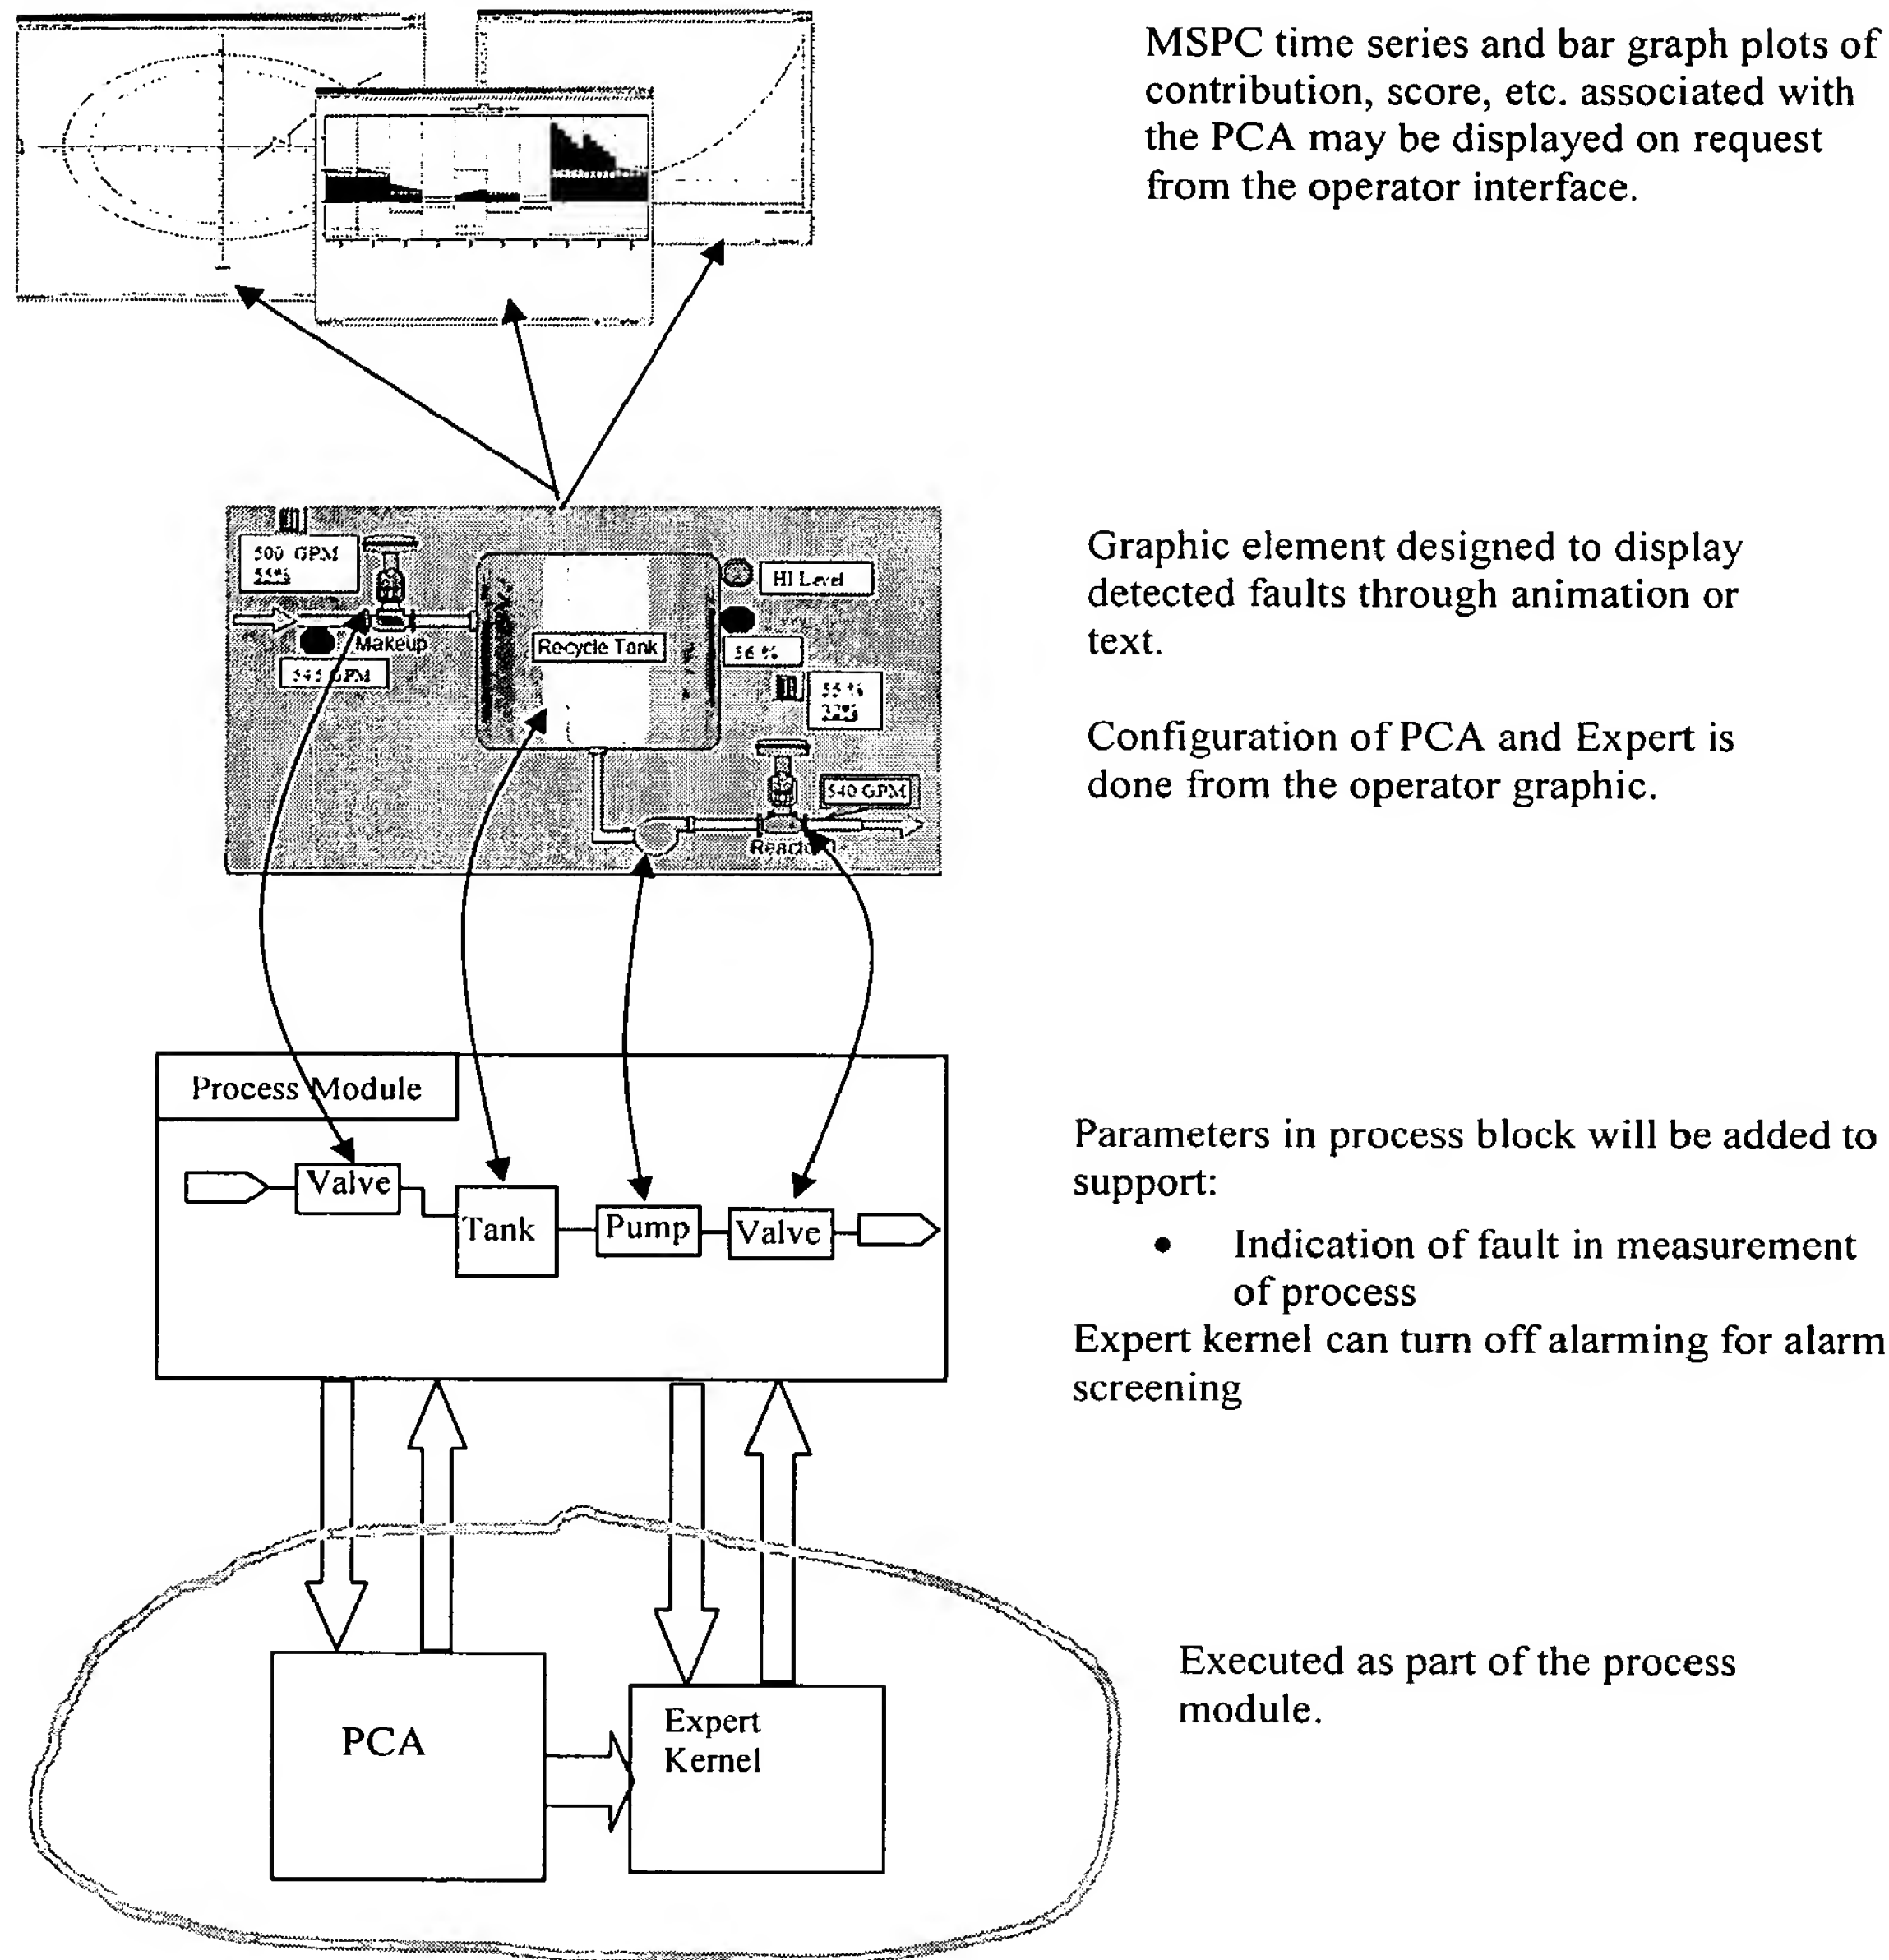 MSPC time series and bar graph plots of
contribution, score, etc. associated with
the PCA may be displayed on request
from the operator interface.
500 GPM
55%
HI Level
Makeup
Recycle Tank
56 %
545 GPM
55 %
540 GPM
Graphic element designed to display
detected faults through animation or
text.
Configuration of PCA and Expert is
done from the operator graphic.
Process Module
Valve
Tank
Pump
Valve
Parameters in process block will be added to
support:
• Indication of fault in measurement
of process
Expert kernel can turn off alarming for alarm
screening
PCA
Expert
Kernel
Executed as part of the process
module.